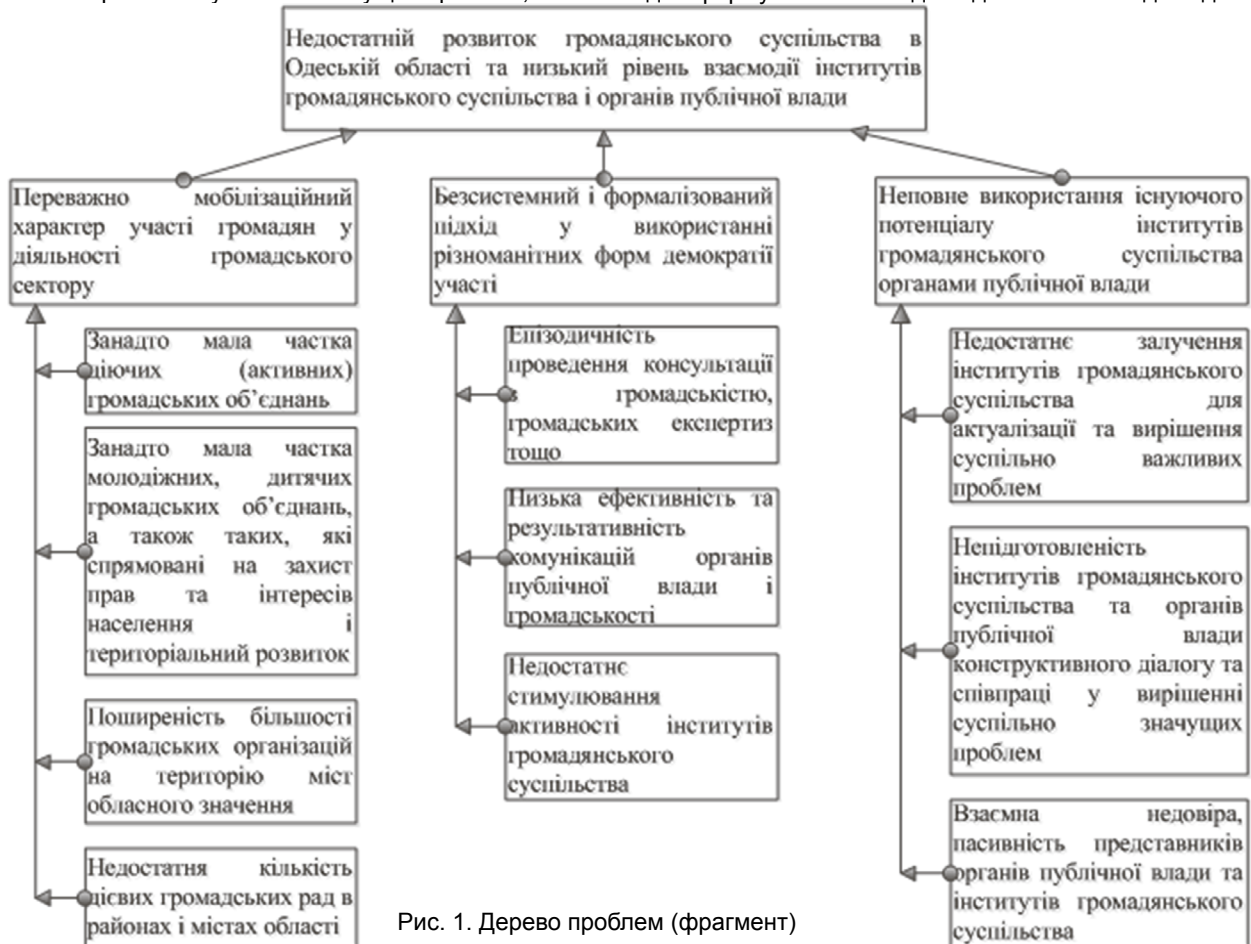 Недостатній розвиток громадянського суспільства в
Одеській області та низький рівень взаємодії інститутів
громадянського суспільства і органів публічної влади
Переважно мобілізаційний
характер участі громадян у
діяльності громадського
сектору
Занадто мала частка
діючих (активних)
громадських об’єднань
Занадто мала частка
молодіжних, дитячих
громадських об’єднань,
а також таких, які
спрямовані на захист
прав та інтересів
населення і
територіальний розвиток
Поширеність більшості
громадських організацій
на територію міст
обласного значення
Недостатня кількість
дієвих громадських рад в
районах і містах області
Безсистемний і формалізований
підхід у використанні
різноманітних форм демократії
участі
Епізодичність
проведення консультації
з громадськістю,
громадських експертиз
тощо
Низька ефективність та
результативність
комунікацій органів
публічної влади і
громадськості
Недостатнє
стимулювання
активності інститутів
громадянського
суспільства
Неповне використання існуючого
потенціалу інститутів
громадянського суспільства
органами публічної влади
Недостатнє залучення
інститутів громадянського
суспільства для
актуалізації та вирішення
суспільно важливих
проблем
Непідготовленість
інститутів громадянського
суспільства та органів
публічної влади
конструктивного діалогу та
співпраці у вирішенні
суспільно значущих
проблем
Взаємна недовіра,
пасивність представників
органів публічної влади та
інститутів громадянського
суспільства
Рис. 1. Дерево проблем (фрагмент)